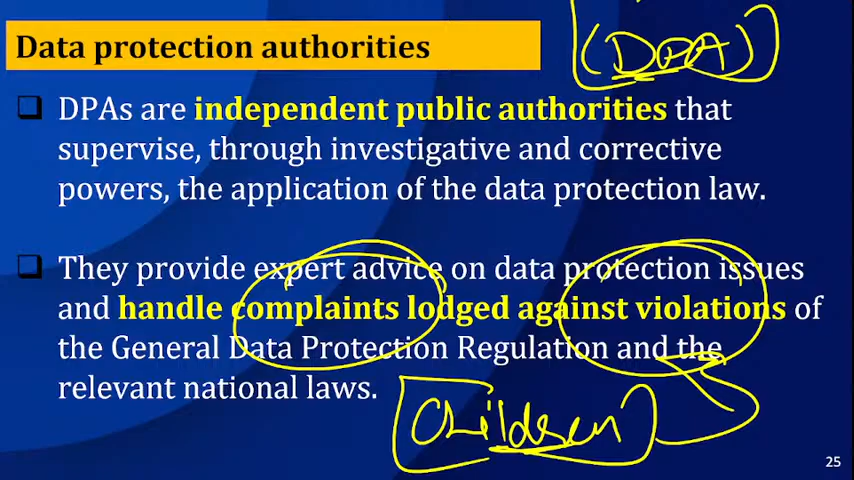 Data protection authorities
(DPA)
DPAs are independent public authorities that
supervise, through investigative and corrective
powers, the application of the data protection law.
They provide expert advice on data protection issues
and handle complaints lodged against violations of
the General Data Protection Regulation and the
relevant national laws.
Children
25